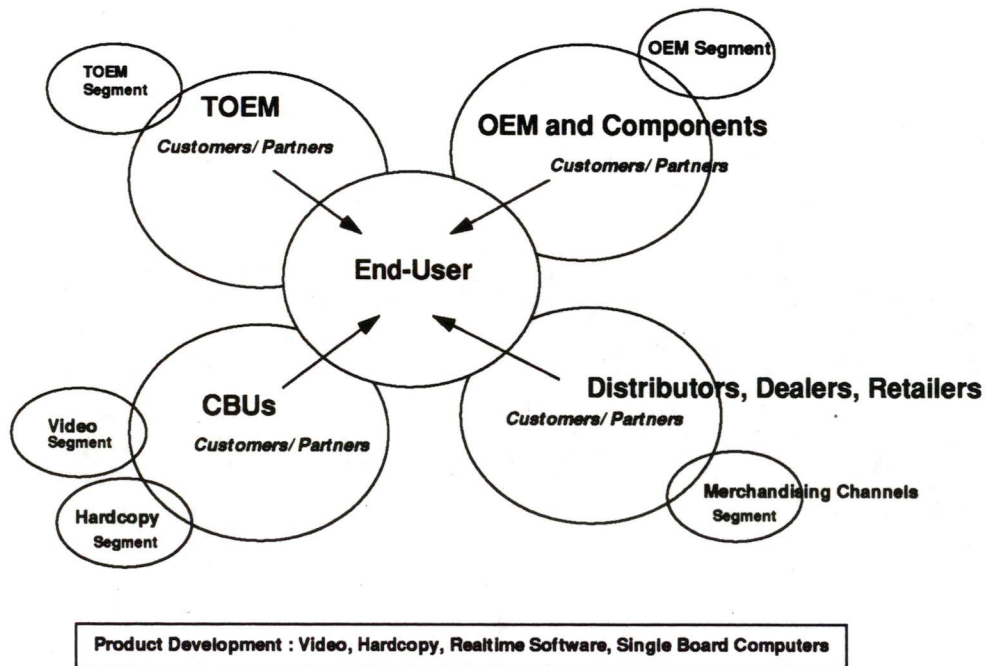 OEM Segment
TOEM
Segment
TOEM
Customers/ Partners
OEM and Components
Customers/ Partners
End-User
CBUs
Customers/ Partners
Distributors, Dealers, Retailers
Customers/ Partners
Video
Segment
Hardcopy
Segment
Merchandising Channels
Segment
Product Development : Video, Hardcopy, Realtime Software, Single Board Computers